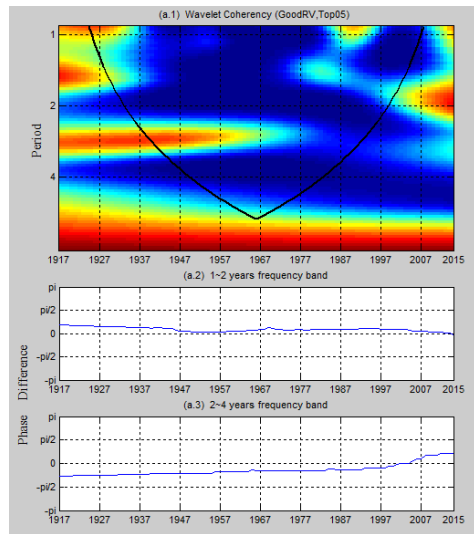 (a.1) Wavelet Coherency (GoodRV,Top05)
1
2
4
Period
1917 1927 1937 1947 1957 1967 1977 1987 1997 2007 2015
(a.2) 1~2 years frequency band
pi
pi/2
0
-pi/2
-pi
1917 1927 1937 1947 1957 1967 1977 1987 1997 2007 2015
Phase Difference
(a.3) 2~4 years frequency band
pi
pi/2
0
-pi/2
-pi
1917 1927 1937 1947 1957 1967 1977 1987 1997 2007 2015